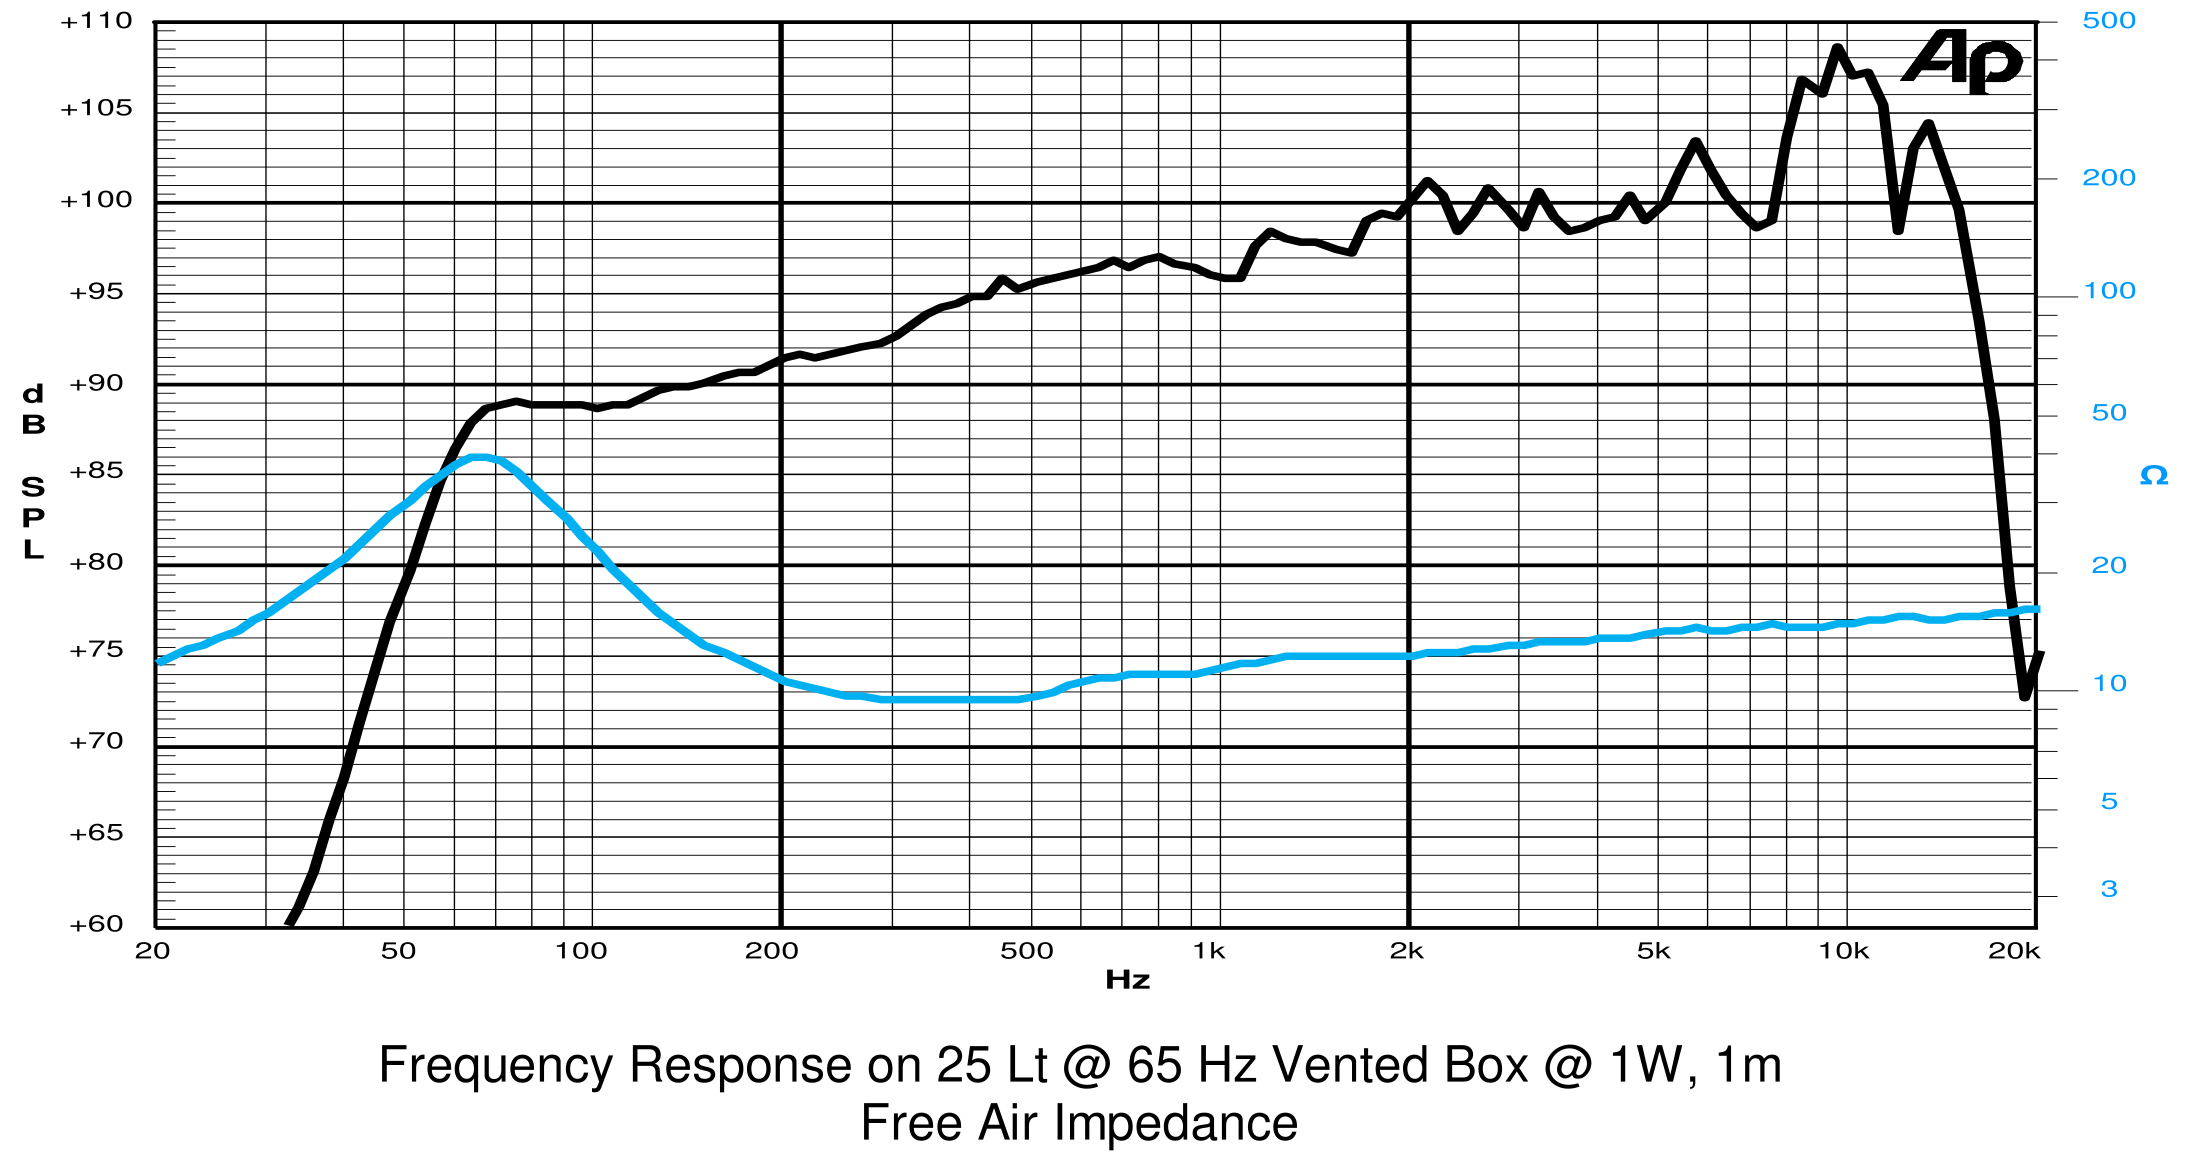 +110
+105
+100
+95
+90
+85
+80
+75
+70
+65
+60
d
B
S
P
L
Ap
500
200
100
50
20
10
5
3
Ω
20 50 100 200 500 1k 2k 5k 10k 20k
Hz
Frequency Response on 25 Lt @ 65 Hz Vented Box @ 1W, 1m
Free Air Impedance